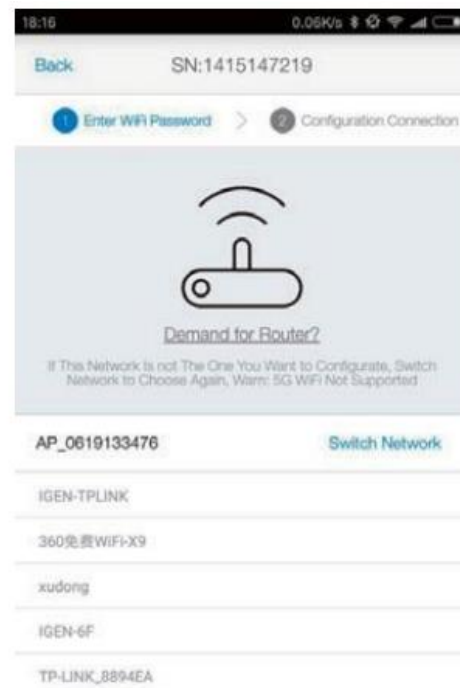 18:16 0.06K/s
Back SN:1415147219
1 Enter WiFi Password > 2 Configuration Connection
Demand for Router?
If This Network is not The One You Want to Configurate, Switch
Network to Choose Again, Warn: 5G WiFi Not Supported
AP_0619133476 Switch Network
IGEN-TPLINK
360免费WiFi-X9
xudong
IGEN-6F
TP-LINK_8894EA